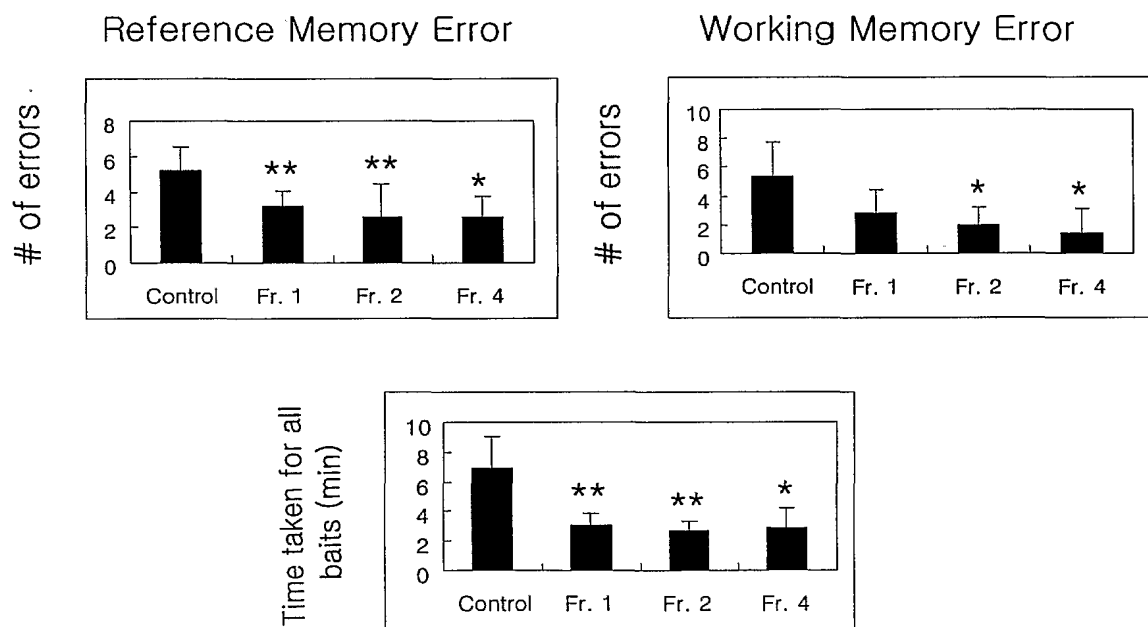 Reference Memory Error
# of errors
8
6
4
2
0
** ** *
Control Fr. 1 Fr. 2 Fr. 4
Working Memory Error
# of errors
10
8
6
4
2
0
* *
Control Fr. 1 Fr. 2 Fr. 4
Time taken for all
baits (min)
10
8
6
4
2
0
** ** *
Control Fr. 1 Fr. 2 Fr. 4